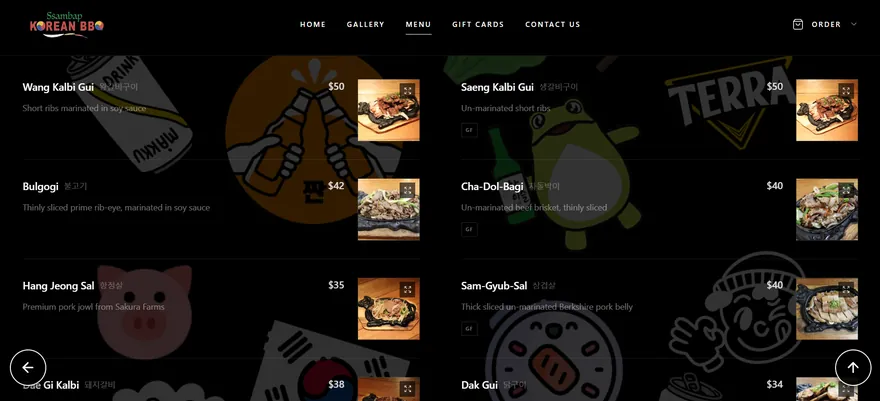 Ssambap
KOREAN BBQ
HOME
GALLERY
MENU
GIFT CARDS
CONTACT US
ORDER
Wang Kalbi Gui 왕갈비구이
$50
Short ribs marinated in soy sauce
Saeng Kalbi Gui 생갈비구이
$50
Un-marinated short ribs
GF
DRINK
MÁKKU
TERRA
짠
Bulgogi 불고기
$42
Thinly sliced prime rib-eye, marinated in soy sauce
Cha-Dol-Bagi 차돌박이
$40
Un-marinated beef brisket, thinly sliced
GF
Hang Jeong Sal 항정살
$35
Premium pork jowl from Sakura Farms
Sam-Gyub-Sal 삼겹살
$40
Thick sliced un-marinated Berkshire pork belly
GF
Dae Gi Kalbi 돼지갈비
$38
Dak Gui 닭구이
$34